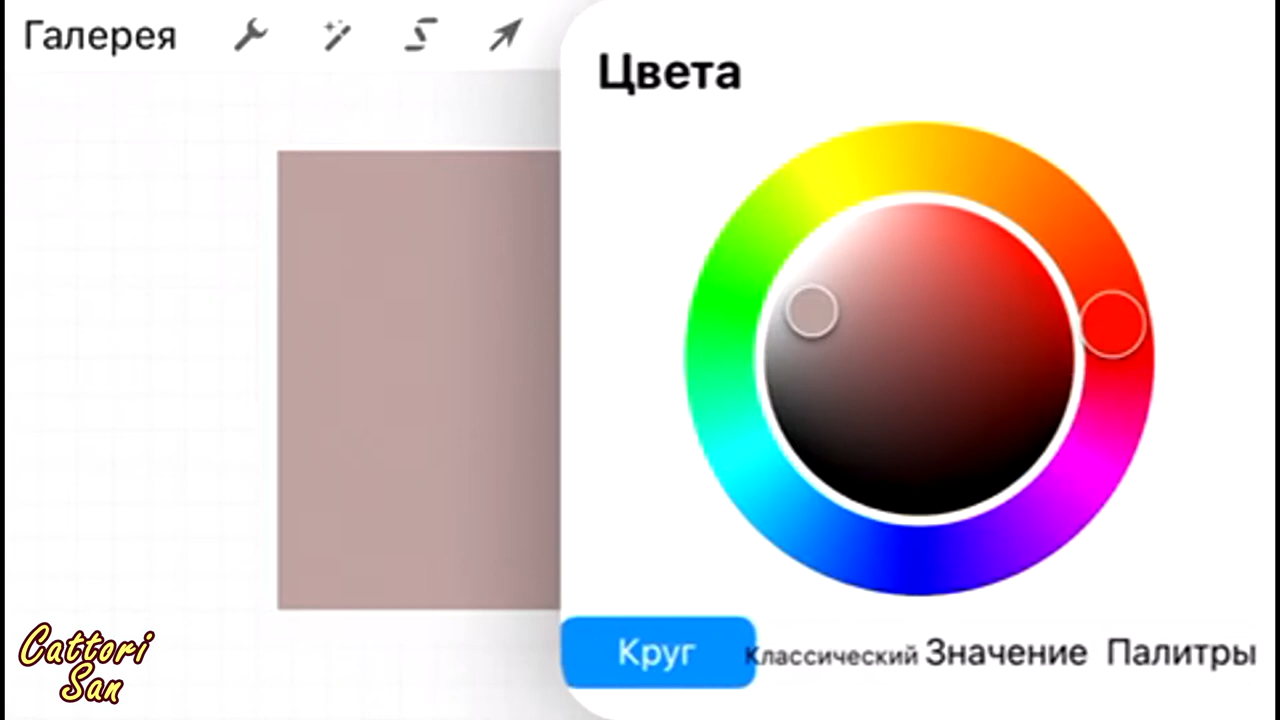 Галерея
Цвета
Круг Классический Значение Палитры
Cattori
San